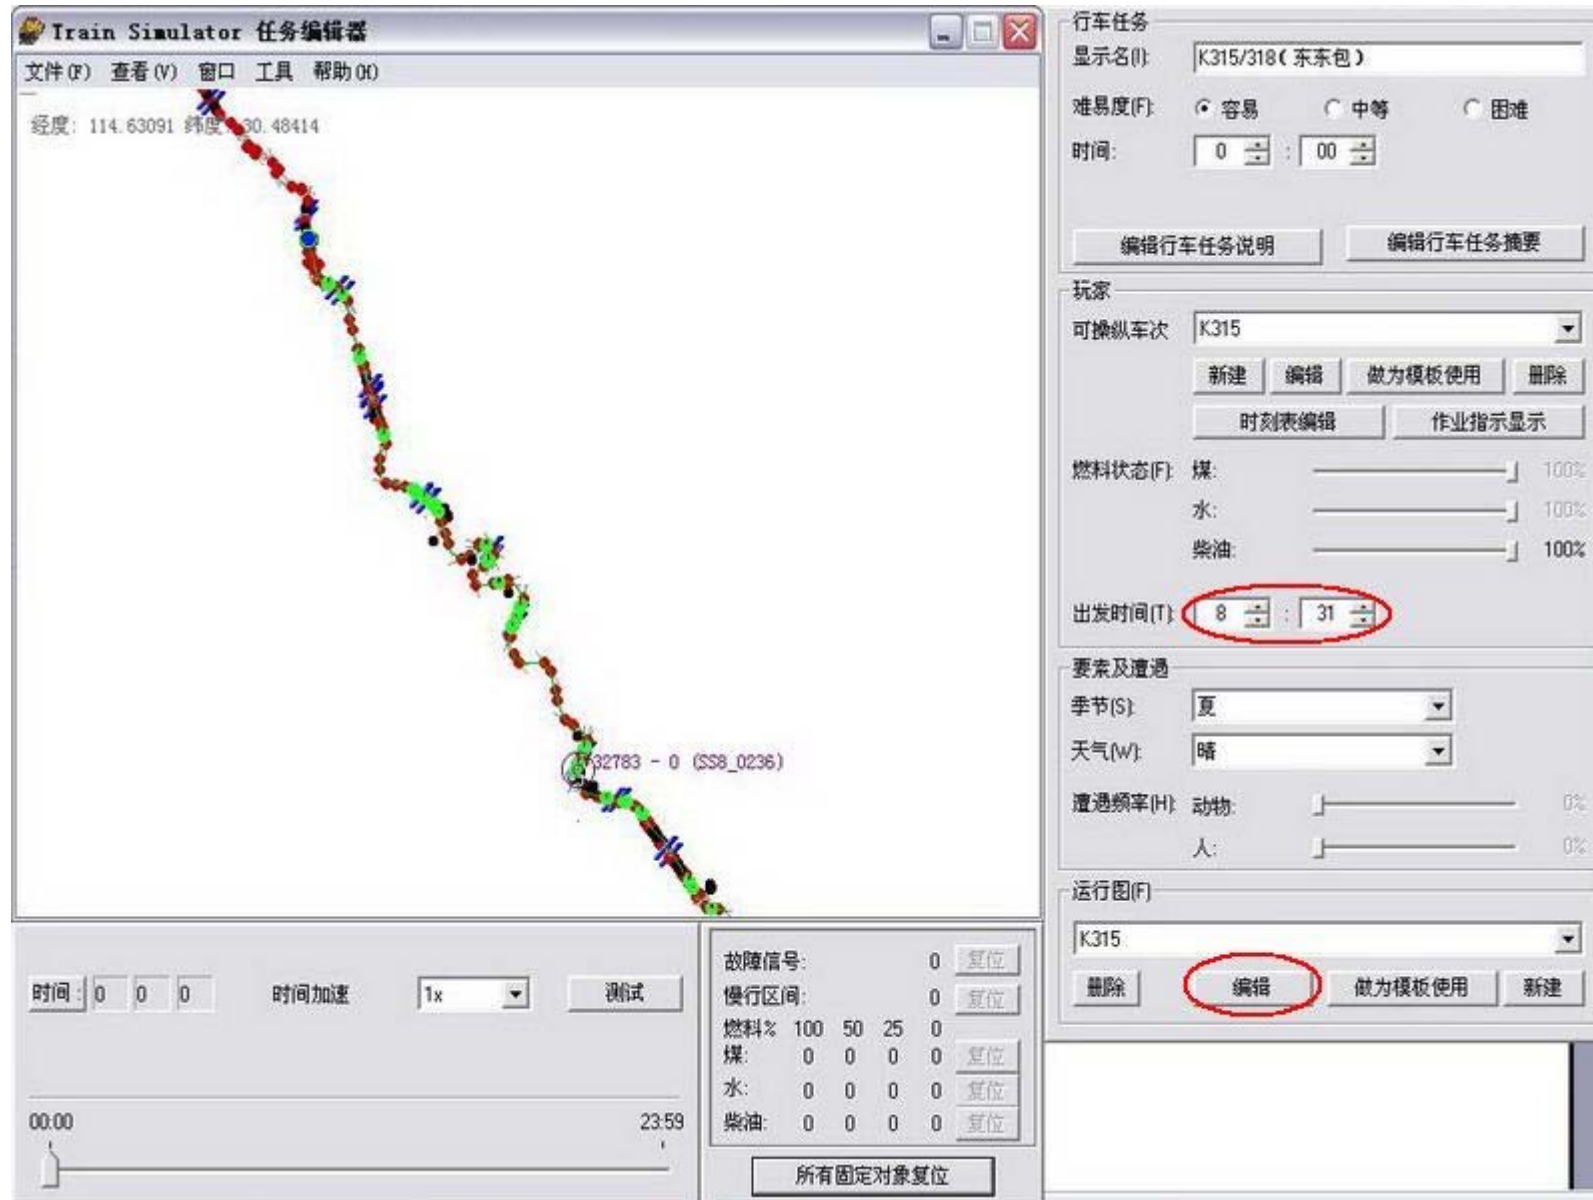 Train Simulator 任务编辑器
文件(F) 查看(V) 窗口 工具 帮助(H)
经度: 114.63091 纬度: 30.48414
32783 - 0 (SS8_0236)
行车任务
显示名(I): K315/318(东东包)
难易度(F): 容易 中等 困难
时间: 0 : 00
编辑行车任务说明 编辑行车任务摘要
玩家
可操纵车次 K315
新建 编辑 做为模板使用 删除
时刻表编辑 作业指示显示
燃料状态(F): 煤: 100%
水: 100%
柴油: 100%
出发时间(T): 8 : 31
要素及遭遇
季节(S): 夏
天气(W): 晴
遭遇频率(H): 动物: 0%
人: 0%
运行图(F)
K315
删除 编辑 做为模板使用 新建
时间: 0 0 0 时间加速 1x 测试
00:00 23:59
故障信号: 0 复位
慢行区间: 0 复位
燃料% 100 50 25 0
煤: 0 0 0 0 复位
水: 0 0 0 0 复位
柴油: 0 0 0 0 复位
所有固定对象复位